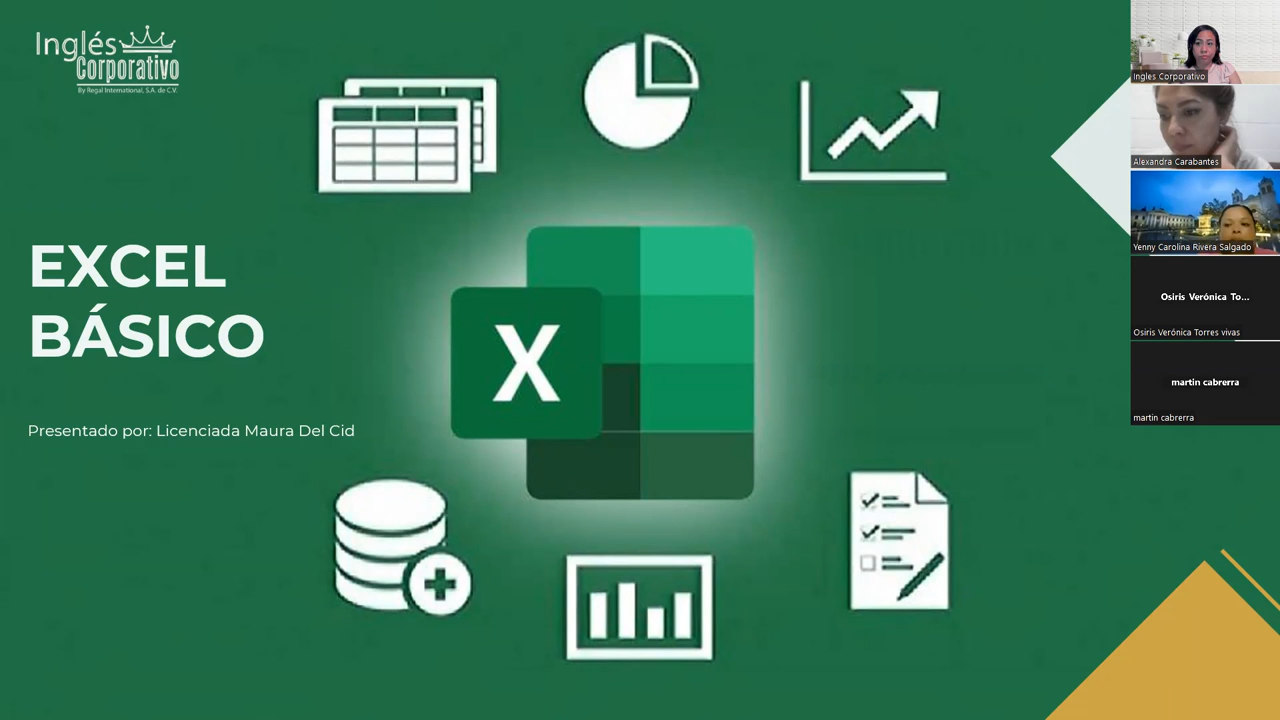 Inglés
Corporativo
By Regal International, S.A. de C.V.
EXCEL
BÁSICO
Presentado por: Licenciada Maura Del Cid
X
Ingles Corporativo
Alexandra Carabantes
Yenny Carolina Rivera Salgado
Osiris Verónica To...
Osiris Verónica Torres vivas
martin cabrerra
martin cabrerra